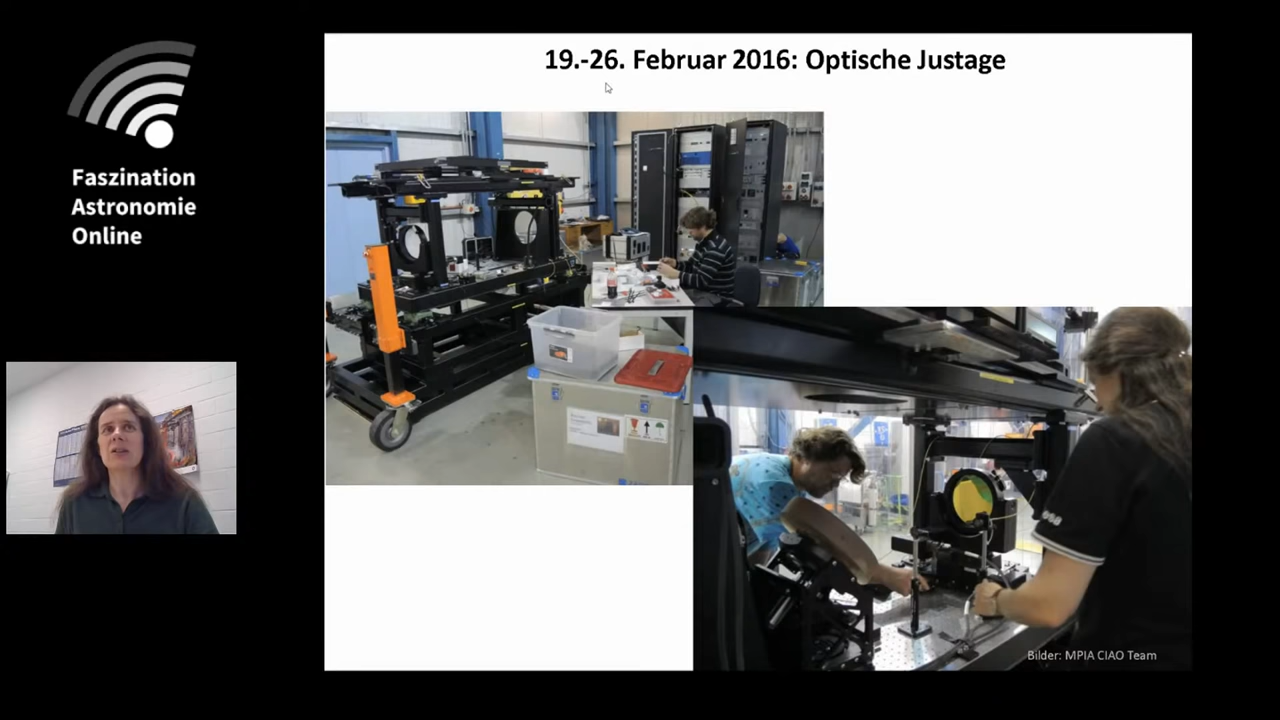 19.-26. Februar 2016: Optische Justage
Faszination
Astronomie
Online
Bilder: MPIA CIAO Team